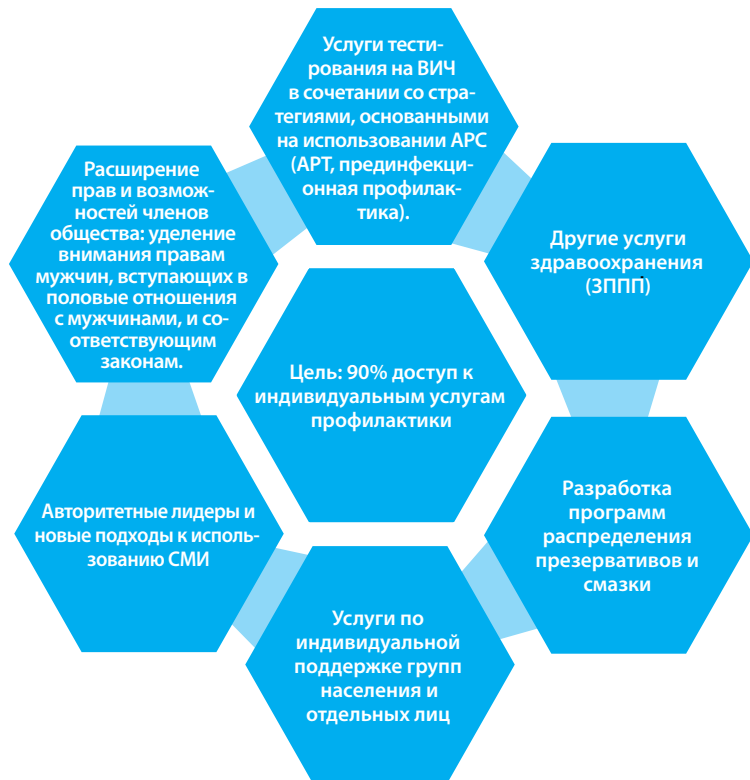 Услуги тести-
рования на ВИЧ
в сочетании со стра-
тегиями, основанными
на использовании АРС
(АРТ, прединфекци-
онная профилак-
тика).
Расширение
прав и возмож-
ностей членов
общества: уделение
внимания правам
мужчин, вступающих в
половые отношения
с мужчинами, и со-
ответствующим
законам.
Другие услуги
здравоохранения
(ЗППП)
Цель: 90% доступ к
индивидуальным услугам
профилактики
Авторитетные лидеры и
новые подходы к исполь-
зованию СМИ
Разработка
программ
распределения
презервативов и
смазки
Услуги по
индивидуальной
поддержке групп
населения и
отдельных лиц